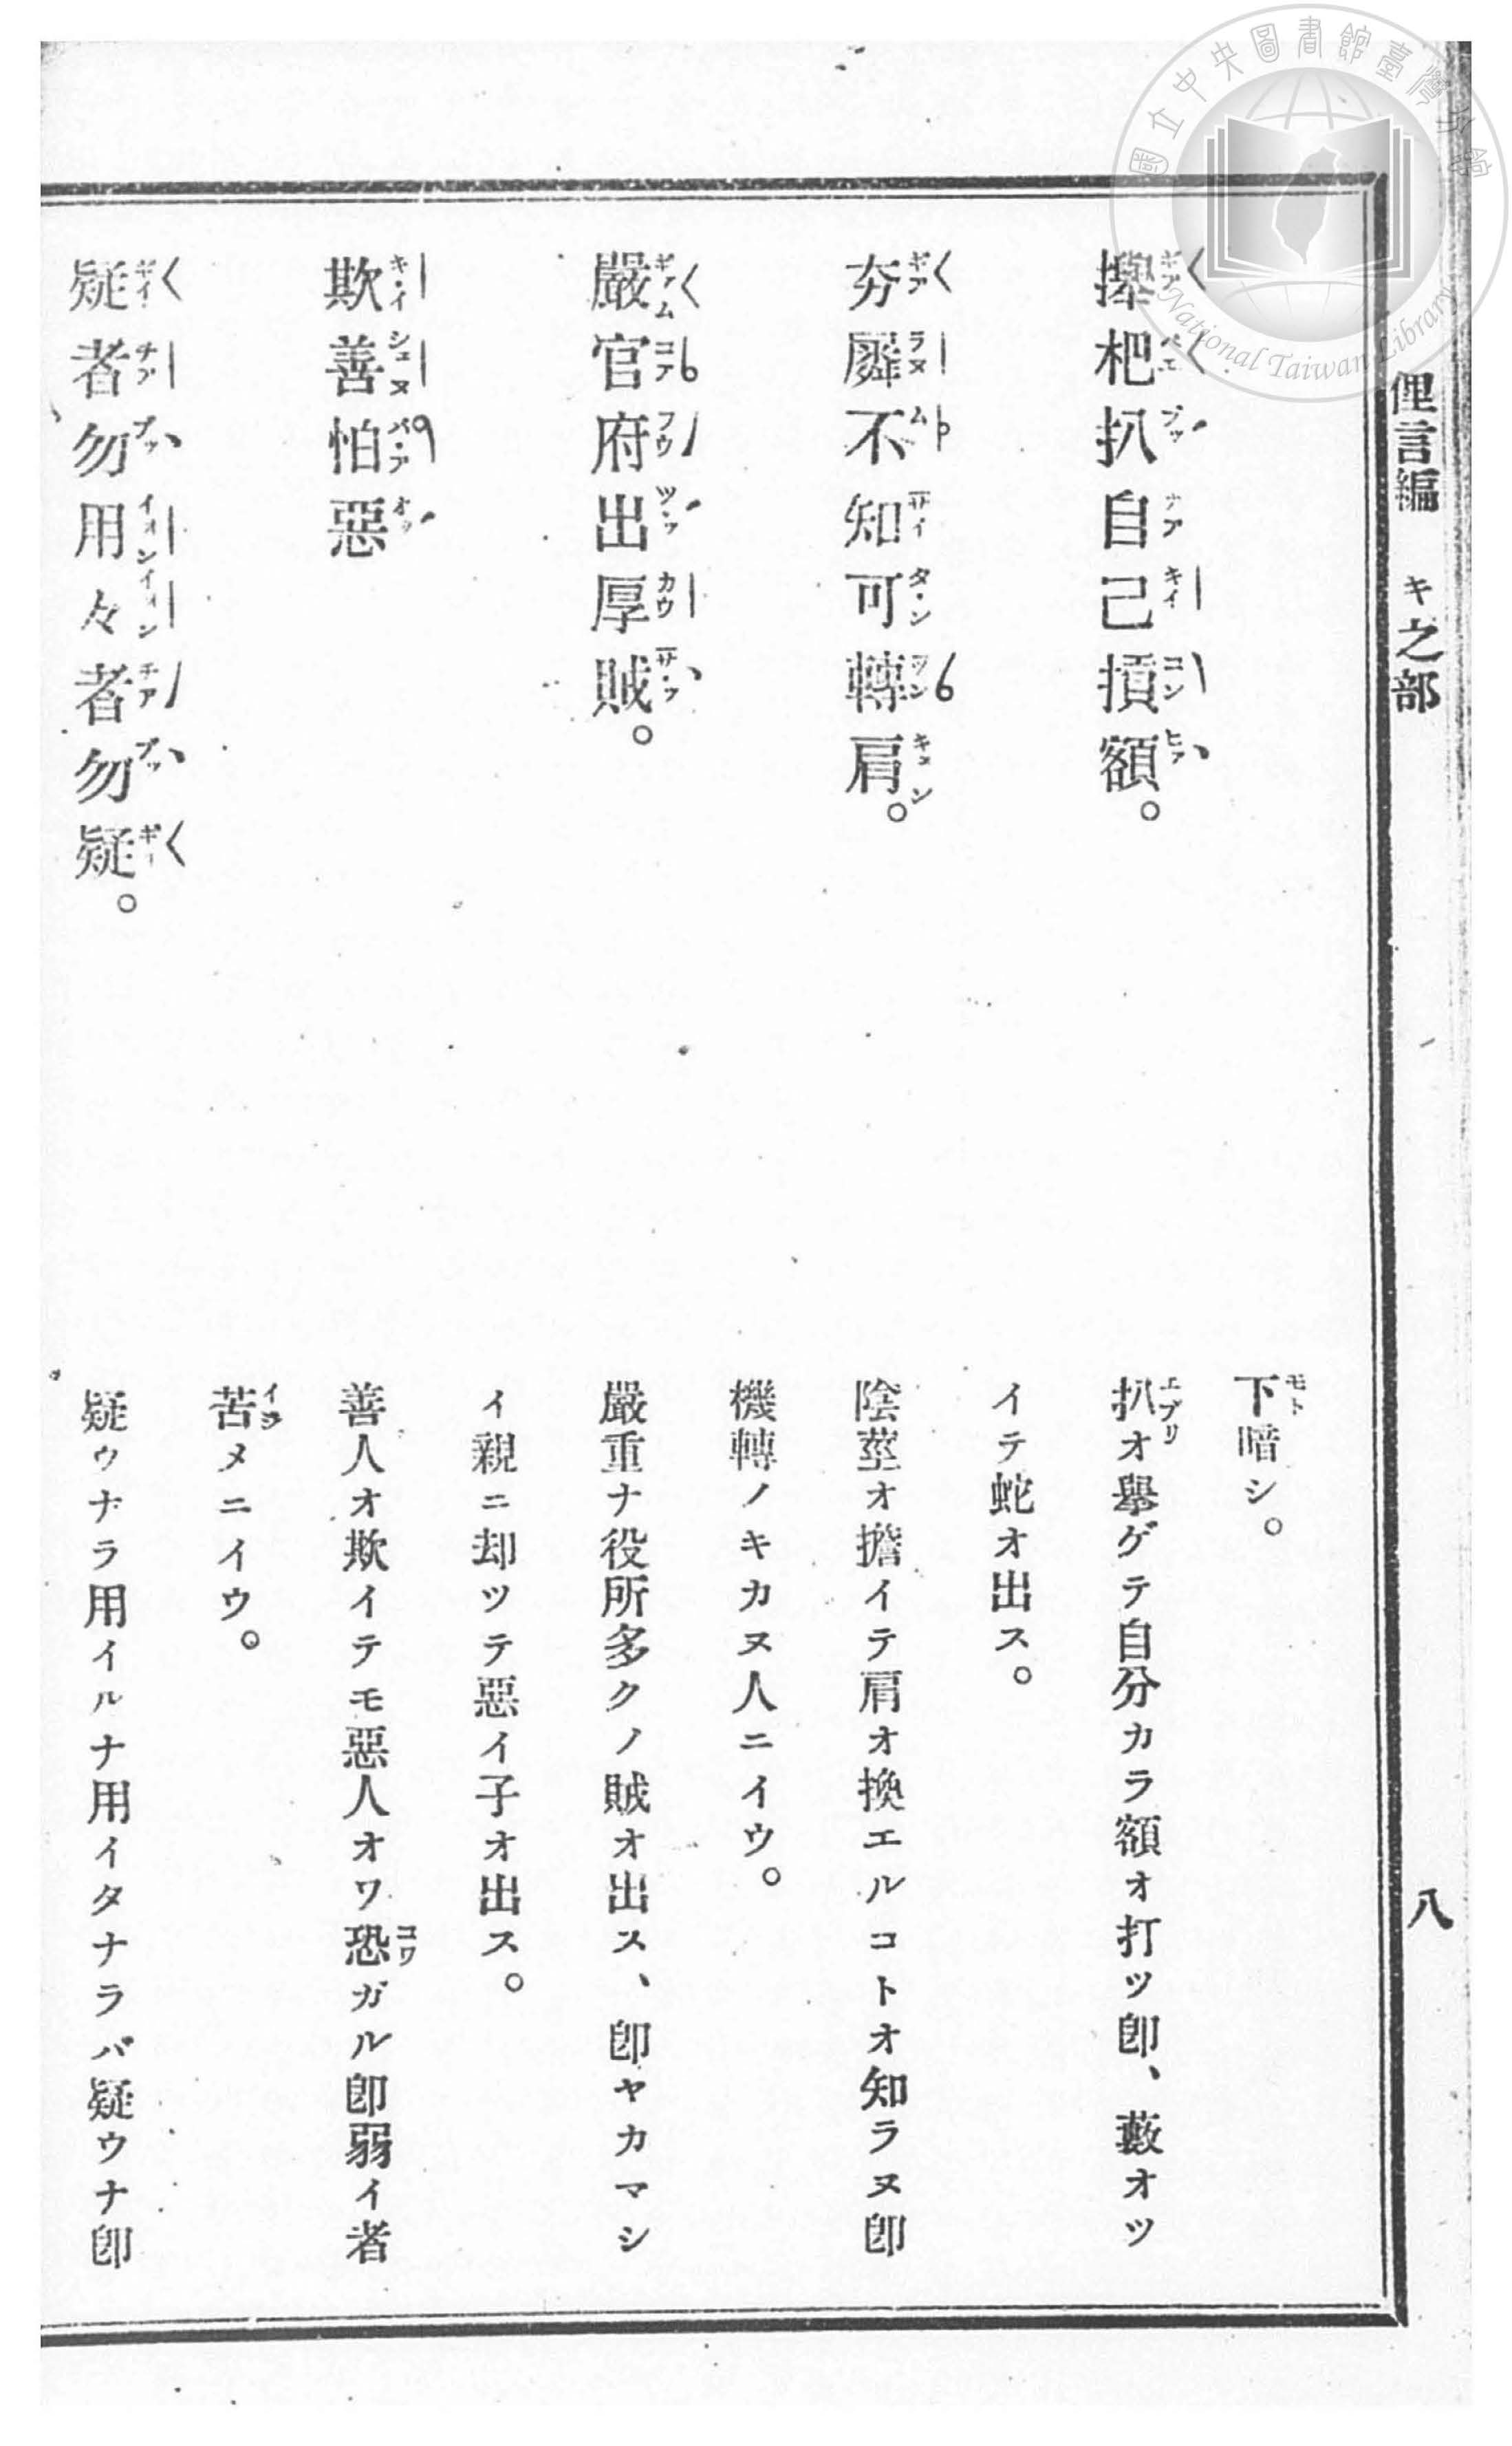 俚言編 キ之部 八
下暗シ。
攑杷扒自己摃額。
扒オ擧ゲテ自分カラ額オ打ツ卽、藪オツ
イテ蛇オ出ス。
夯𡳞不知可轉肩。
陰莖オ擔イテ肩オ換エルコトオ知ラヌ卽
機轉ノキカヌ人ニイウ。
嚴官府出厚賊。
嚴重ナ役所多クノ賊オ出ス、卽ヤカマシ
イ親ニ却ツテ惡イ子オ出ス。
欺善怕惡
善人オ欺イテモ惡人オワ恐ガル卽弱イ者
苦メニイウ。
疑者勿用々者勿疑。
疑ウナラ用イルナ用イタナラバ疑ウナ卽
國立中央圖書館臺灣分館
National Taiwan Library